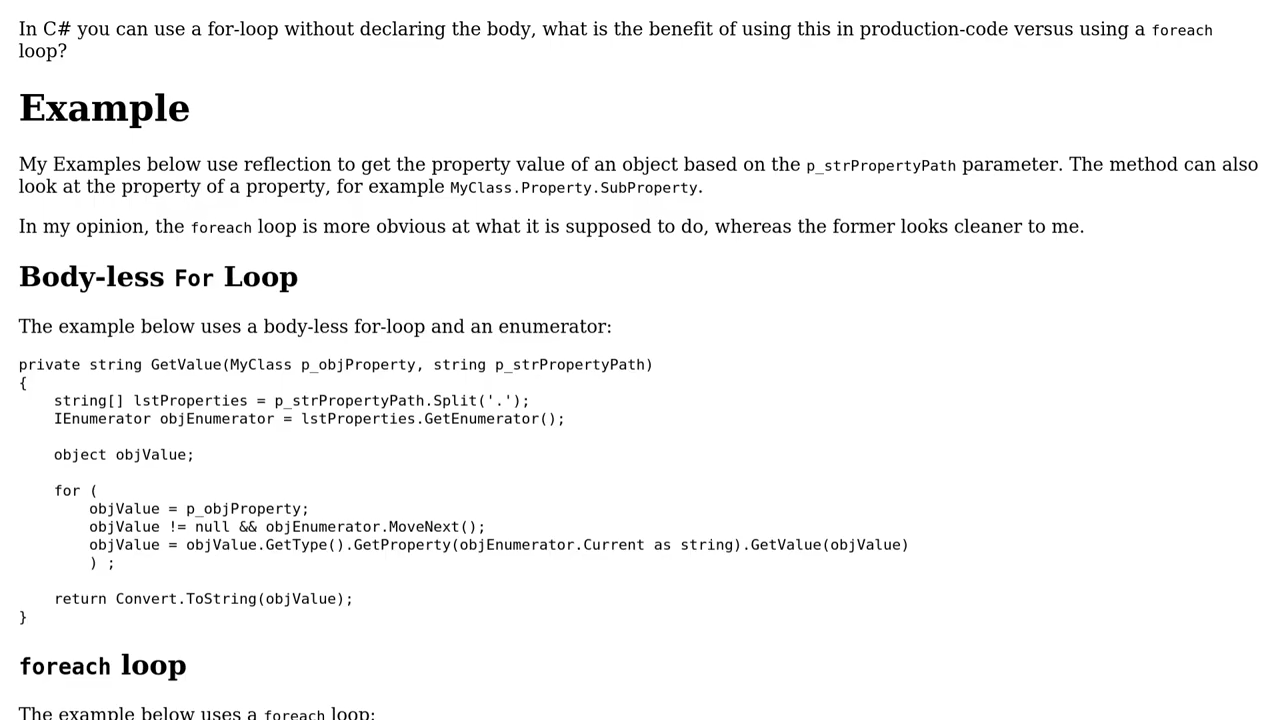 In C# you can use a for-loop without declaring the body, what is the benefit of using this in production-code versus using a foreach
loop?
Example
My Examples below use reflection to get the property value of an object based on the p_strPropertyPath parameter. The method can also
look at the property of a property, for example MyClass.Property.SubProperty.
In my opinion, the foreach loop is more obvious at what it is supposed to do, whereas the former looks cleaner to me.
Body-less For Loop
The example below uses a body-less for-loop and an enumerator:
private string GetValue(MyClass p_objProperty, string p_strPropertyPath)
{
    string[] lstProperties = p_strPropertyPath.Split('.');
    IEnumerator objEnumerator = lstProperties.GetEnumerator();
    object objValue;
    for (
        objValue = p_objProperty;
        objValue != null && objEnumerator.MoveNext();
        objValue = objValue.GetType().GetProperty(objEnumerator.Current as string).GetValue(objValue)
        ) ;
    return Convert.ToString(objValue);
}
foreach loop
The example below uses a foreach loop: